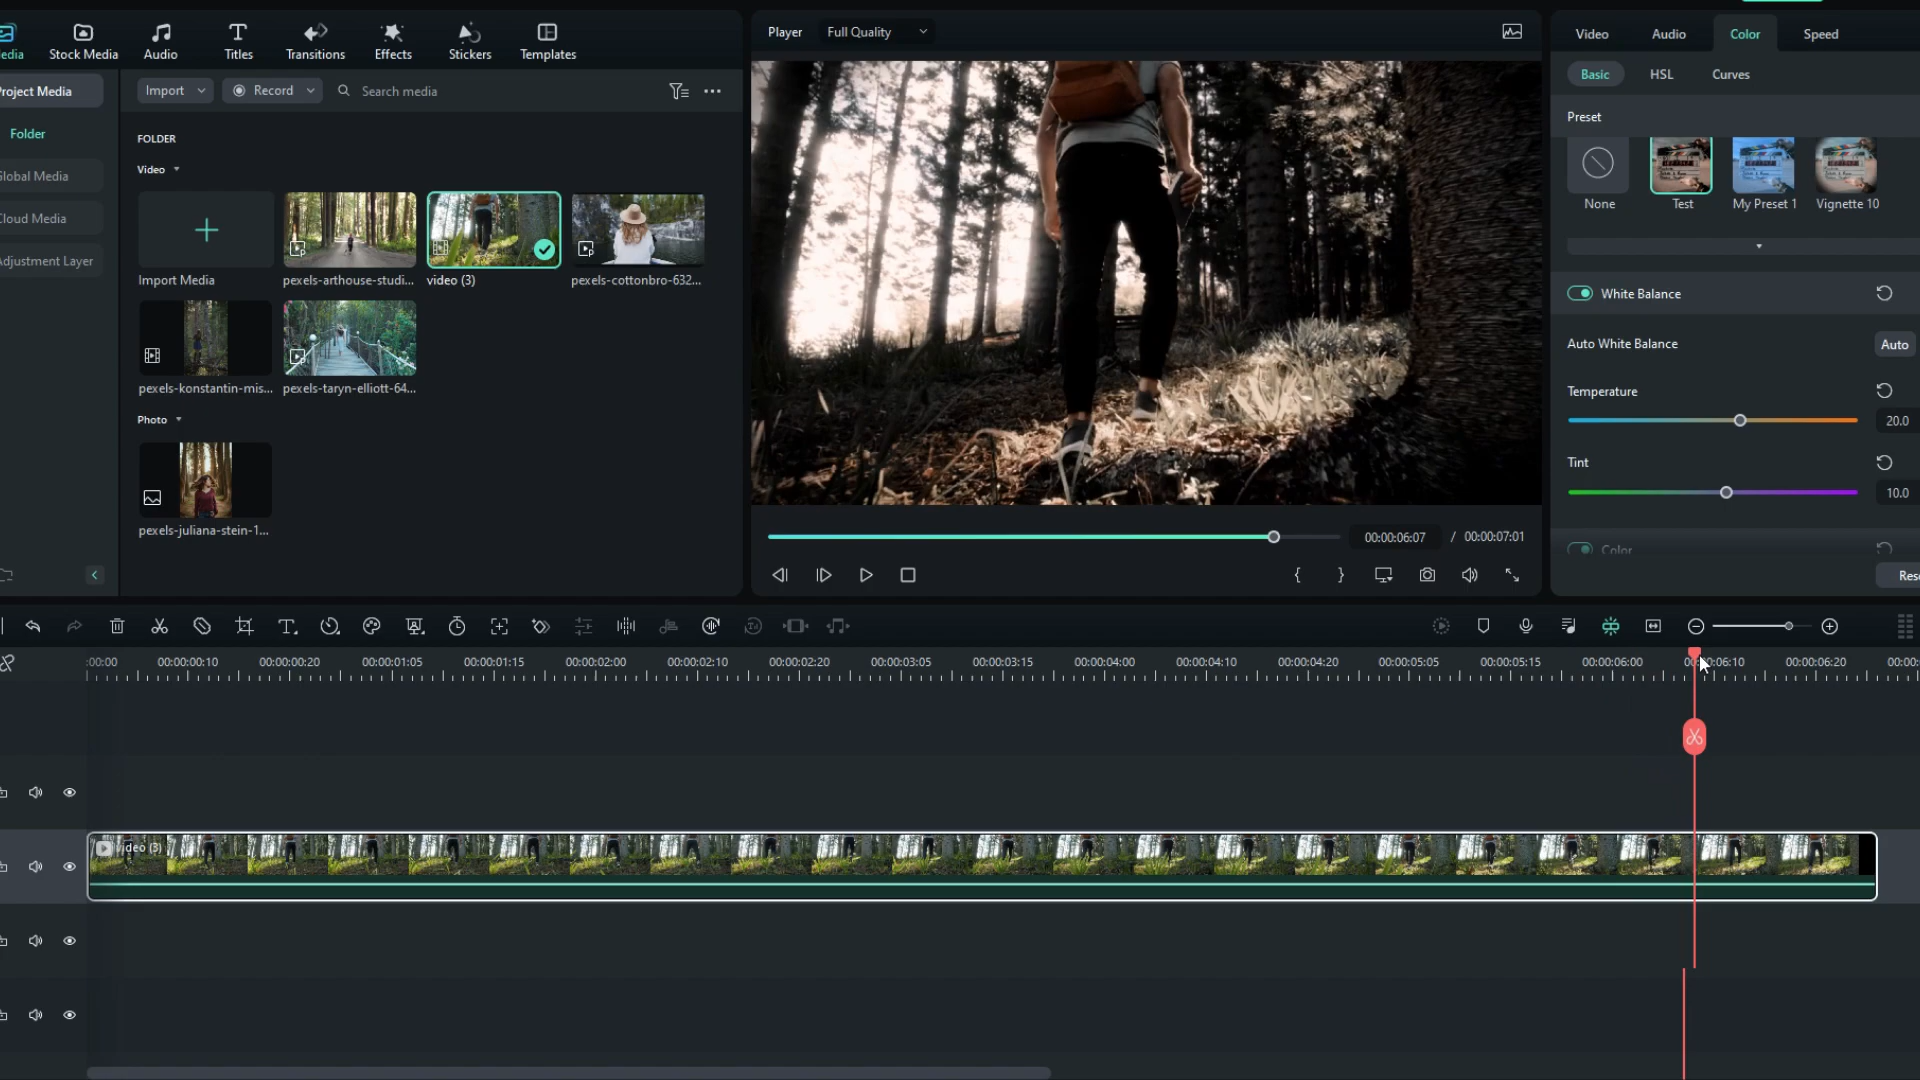 edia
Stock Media
Audio
Titles
Transitions
Effects
Stickers
Templates
Project Media
Folder
Global Media
Cloud Media
Adjustment Layer
Import
Record
Search media
FOLDER
Video
Import Media
pexels-arthouse-studi...
video (3)
pexels-cottonbro-632...
pexels-konstantin-mis...
pexels-taryn-elliott-64...
Photo
pexels-juliana-stein-1...
Player
Full Quality
00:00:06:07 / 00:00:07:01
Video
Audio
Color
Speed
Basic
HSL
Curves
Preset
None
Test
My Preset 1
Vignette 10
White Balance
Auto White Balance
Auto
Temperature
20.0
Tint
10.0
Color
Rese
:00:00
00:00:00:10
00:00:00:20
00:00:01:05
00:00:01:15
00:00:02:00
00:00:02:10
00:00:02:20
00:00:03:05
00:00:03:15
00:00:04:00
00:00:04:10
00:00:04:20
00:00:05:05
00:00:05:15
00:00:06:00
00:00:06:10
00:00:06:20
00:00:
video (3)